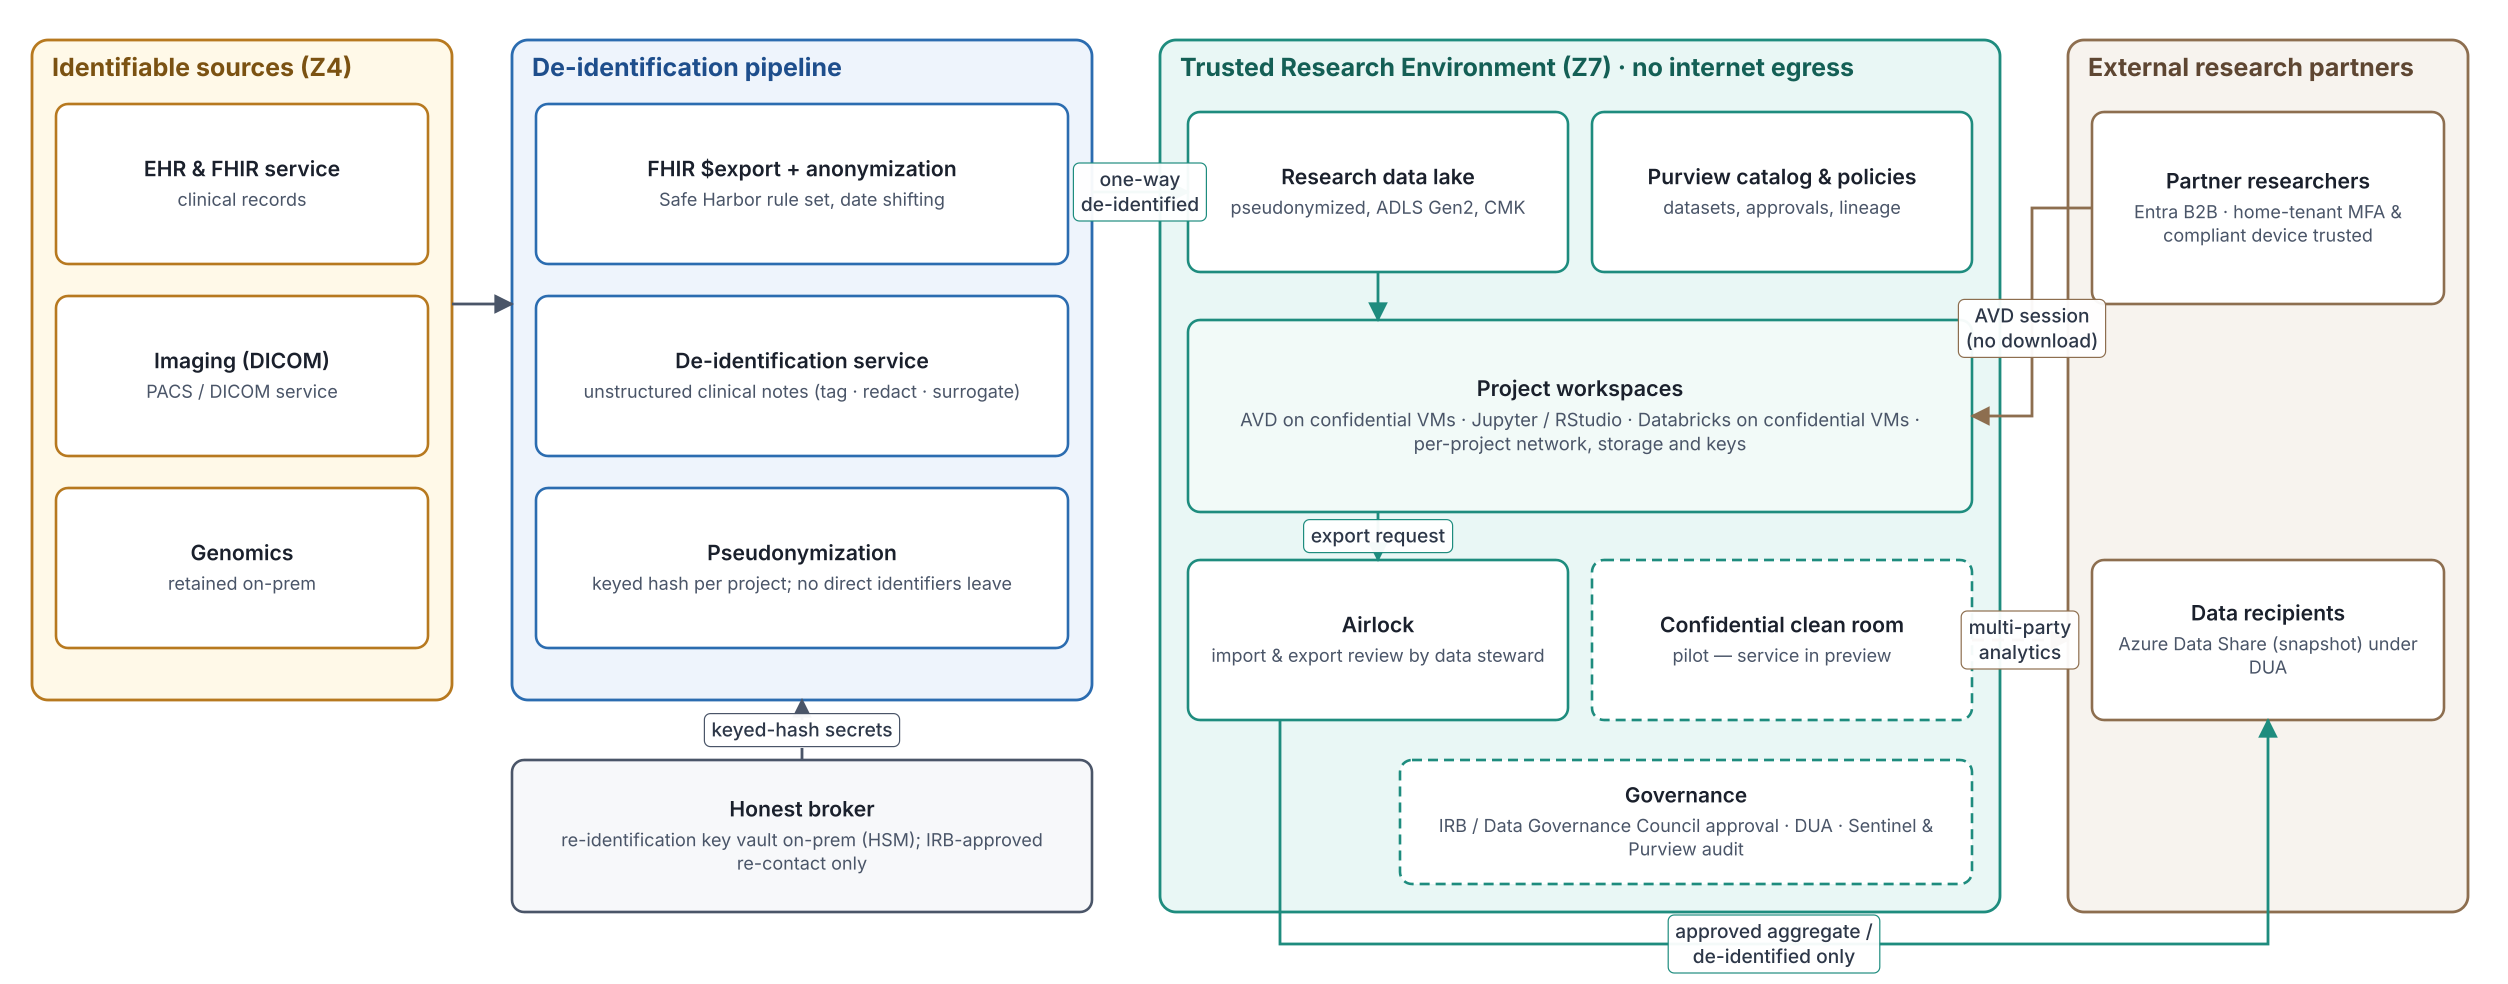 Identifiable sources (Z4)
EHR & FHIR service
clinical records
Imaging (DICOM)
PACS / DICOM service
Genomics
retained on-prem
De-identification pipeline
FHIR $export + anonymization
Safe Harbor rule set, date shifting
De-identification service
unstructured clinical notes (tag · redact · surrogate)
Pseudonymization
keyed hash per project; no direct identifiers leave
keyed-hash secrets
Honest broker
re-identification key vault on-prem (HSM); IRB-approved
re-contact only
one-way
de-identified
Trusted Research Environment (Z7) · no internet egress
Research data lake
pseudonymized, ADLS Gen2, CMK
Purview catalog & policies
datasets, approvals, lineage
Project workspaces
AVD on confidential VMs · Jupyter / RStudio · Databricks on confidential VMs ·
per-project network, storage and keys
export request
Airlock
import & export review by data steward
Confidential clean room
pilot — service in preview
Governance
IRB / Data Governance Council approval · DUA · Sentinel &
Purview audit
AVD session
(no download)
multi-party
analytics
approved aggregate /
de-identified only
External research partners
Partner researchers
Entra B2B · home-tenant MFA &
compliant device trusted
Data recipients
Azure Data Share (snapshot) under
DUA